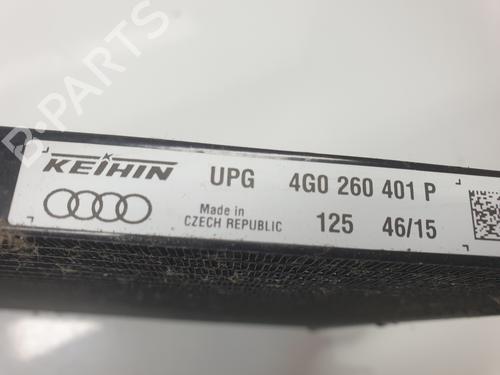 KEIHIN UPG 4G0 260 401 P
Made in CZECH REPUBLIC 125 46/15
B-PARTS